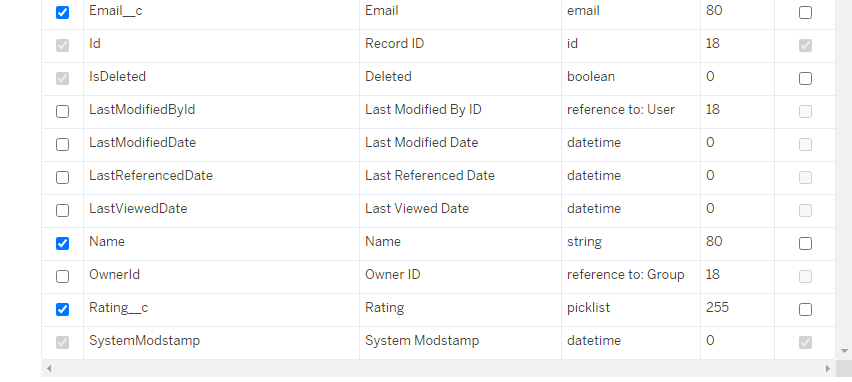 Email__c Email email 80
Id Record ID id 18
IsDeleted Deleted boolean 0
LastModifiedById Last Modified By ID reference to: User 18
LastModifiedDate Last Modified Date datetime 0
LastReferencedDate Last Referenced Date datetime 0
LastViewedDate Last Viewed Date datetime 0
Name Name string 80
OwnerId Owner ID reference to: Group 18
Rating__c Rating picklist 255
SystemModstamp System Modstamp datetime 0